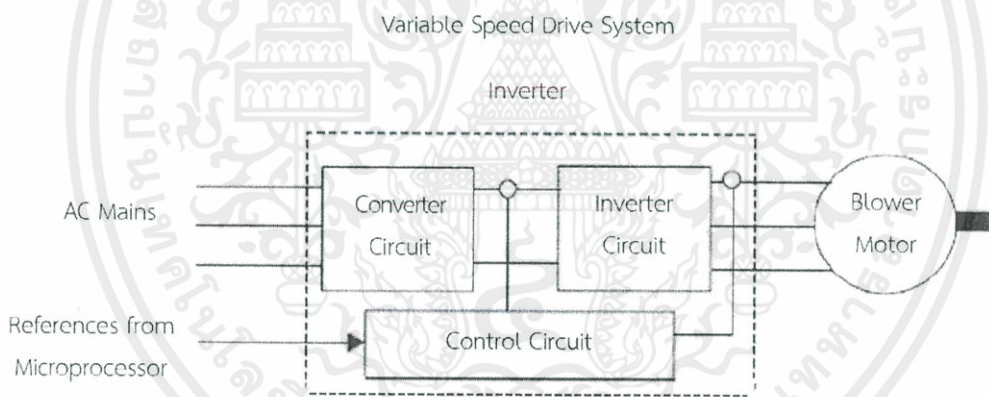 Variable Speed Drive System
Inverter
AC Mains
Converter
Circuit
Inverter
Circuit
Blower
Motor
References from
Microprocessor
Control Circuit